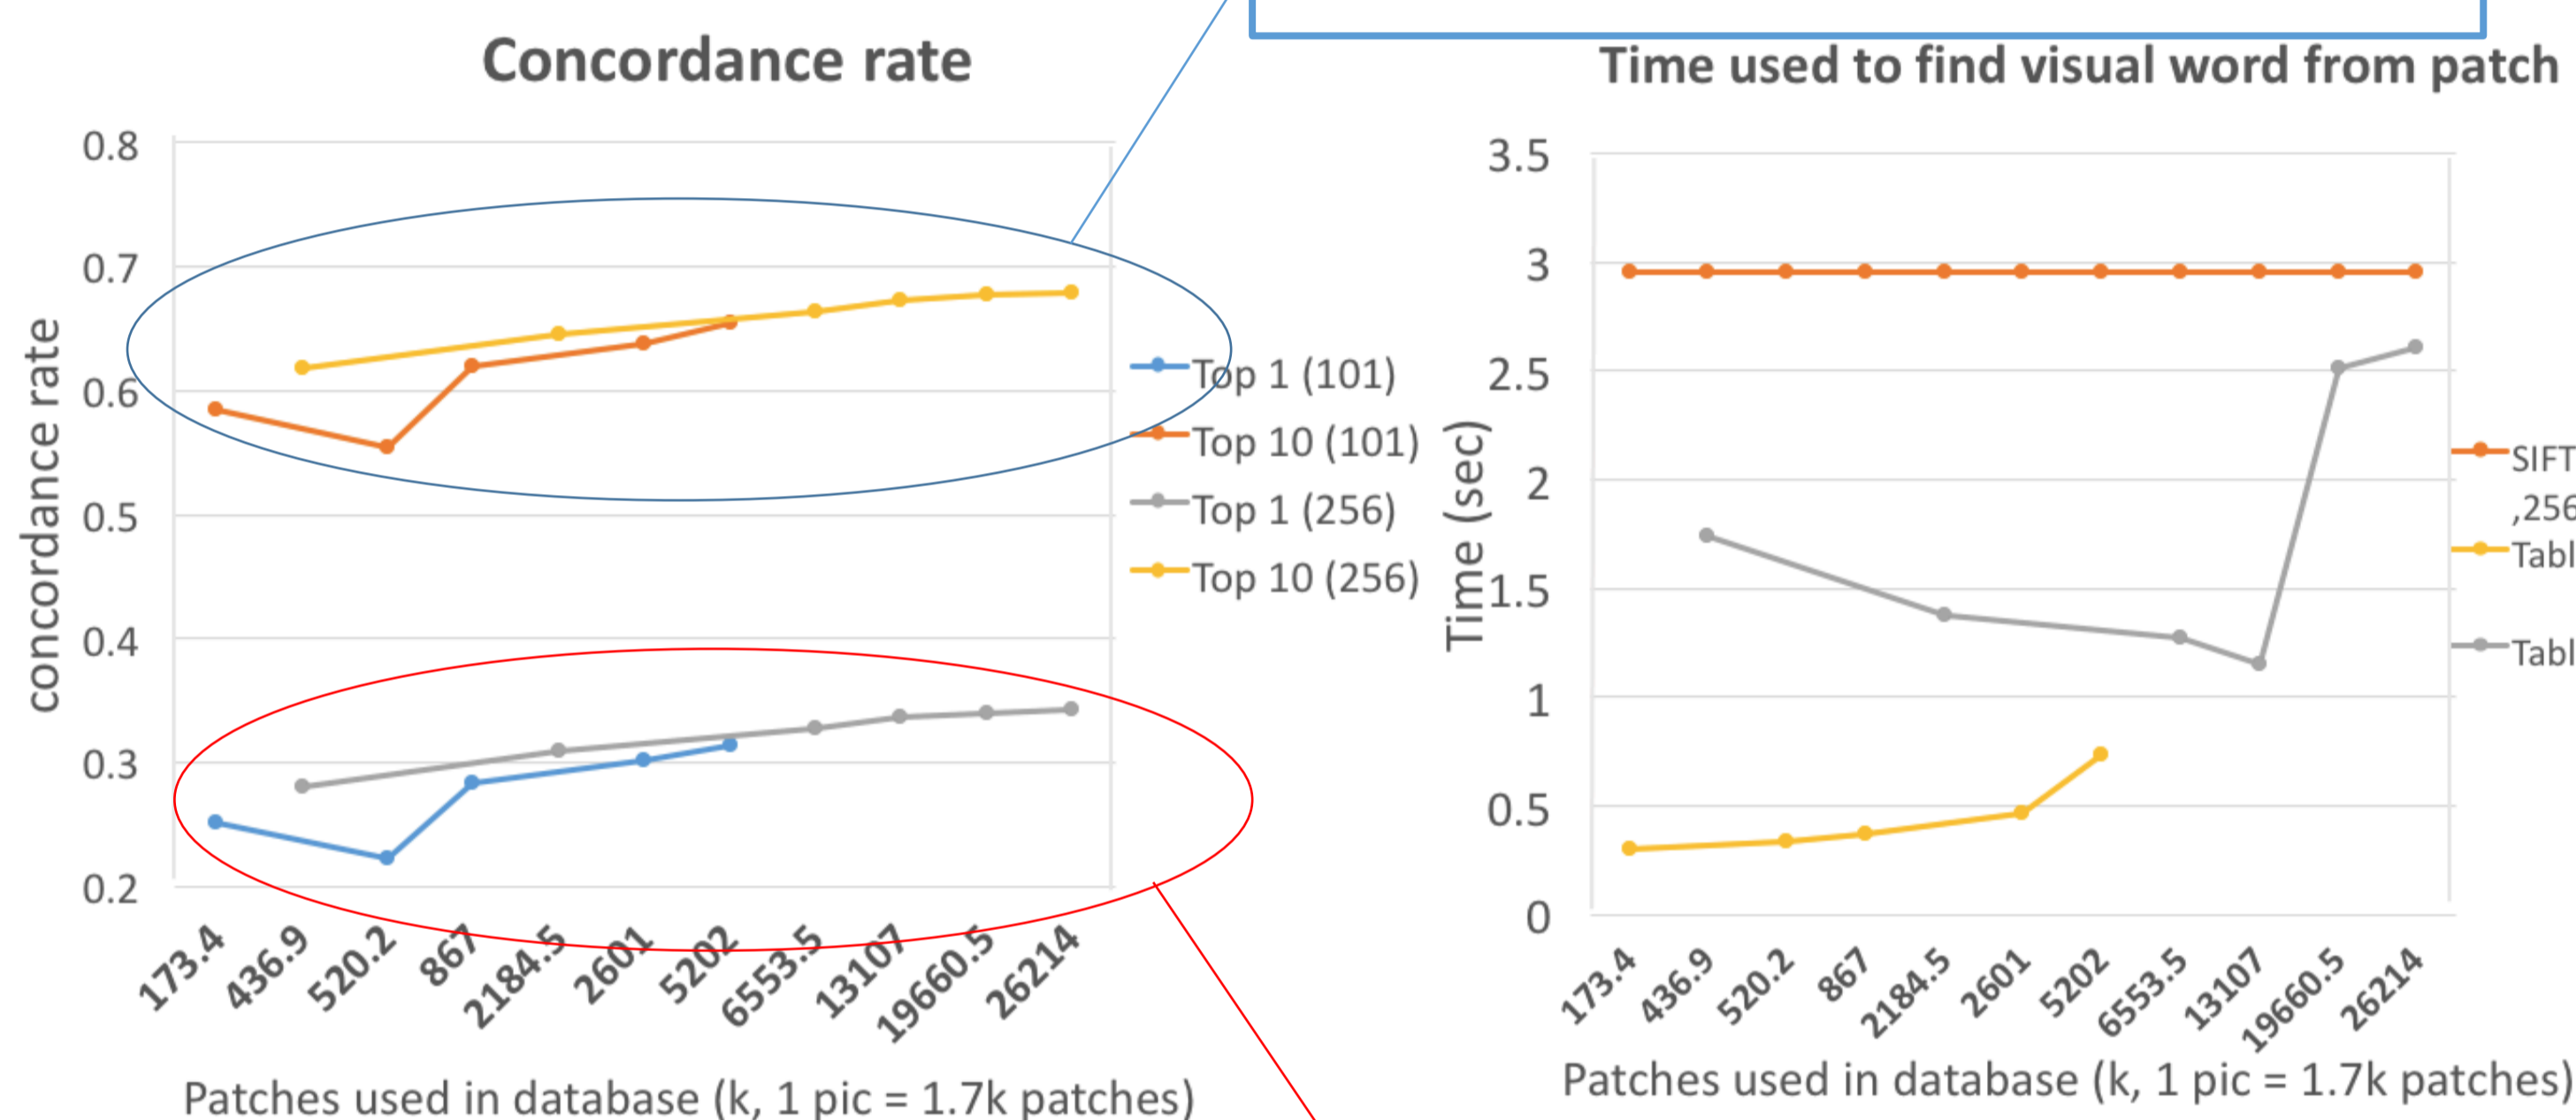 Concordance rate
0.8
0.7
0.6
0.5
0.4
0.3
0.2
concordance rate
173.4
436.9
520.2
867
2184.5
2601
5202
6553.5
13107
19660.5
26214
Patches used in database (k, 1 pic = 1.7k patches)
Top 1 (101)
Top 10 (101)
Top 1 (256)
Top 10 (256)
Time used to find visual word from patch
3.5
3
2.5
2
1.5
1
0.5
0
Time (sec)
173.4
436.9
520.2
867
2184.5
2601
5202
6553.5
13107
19660.5
26214
Patches used in database (k, 1 pic = 1.7k patches)
SIFT
,256
Tabl
Tabl